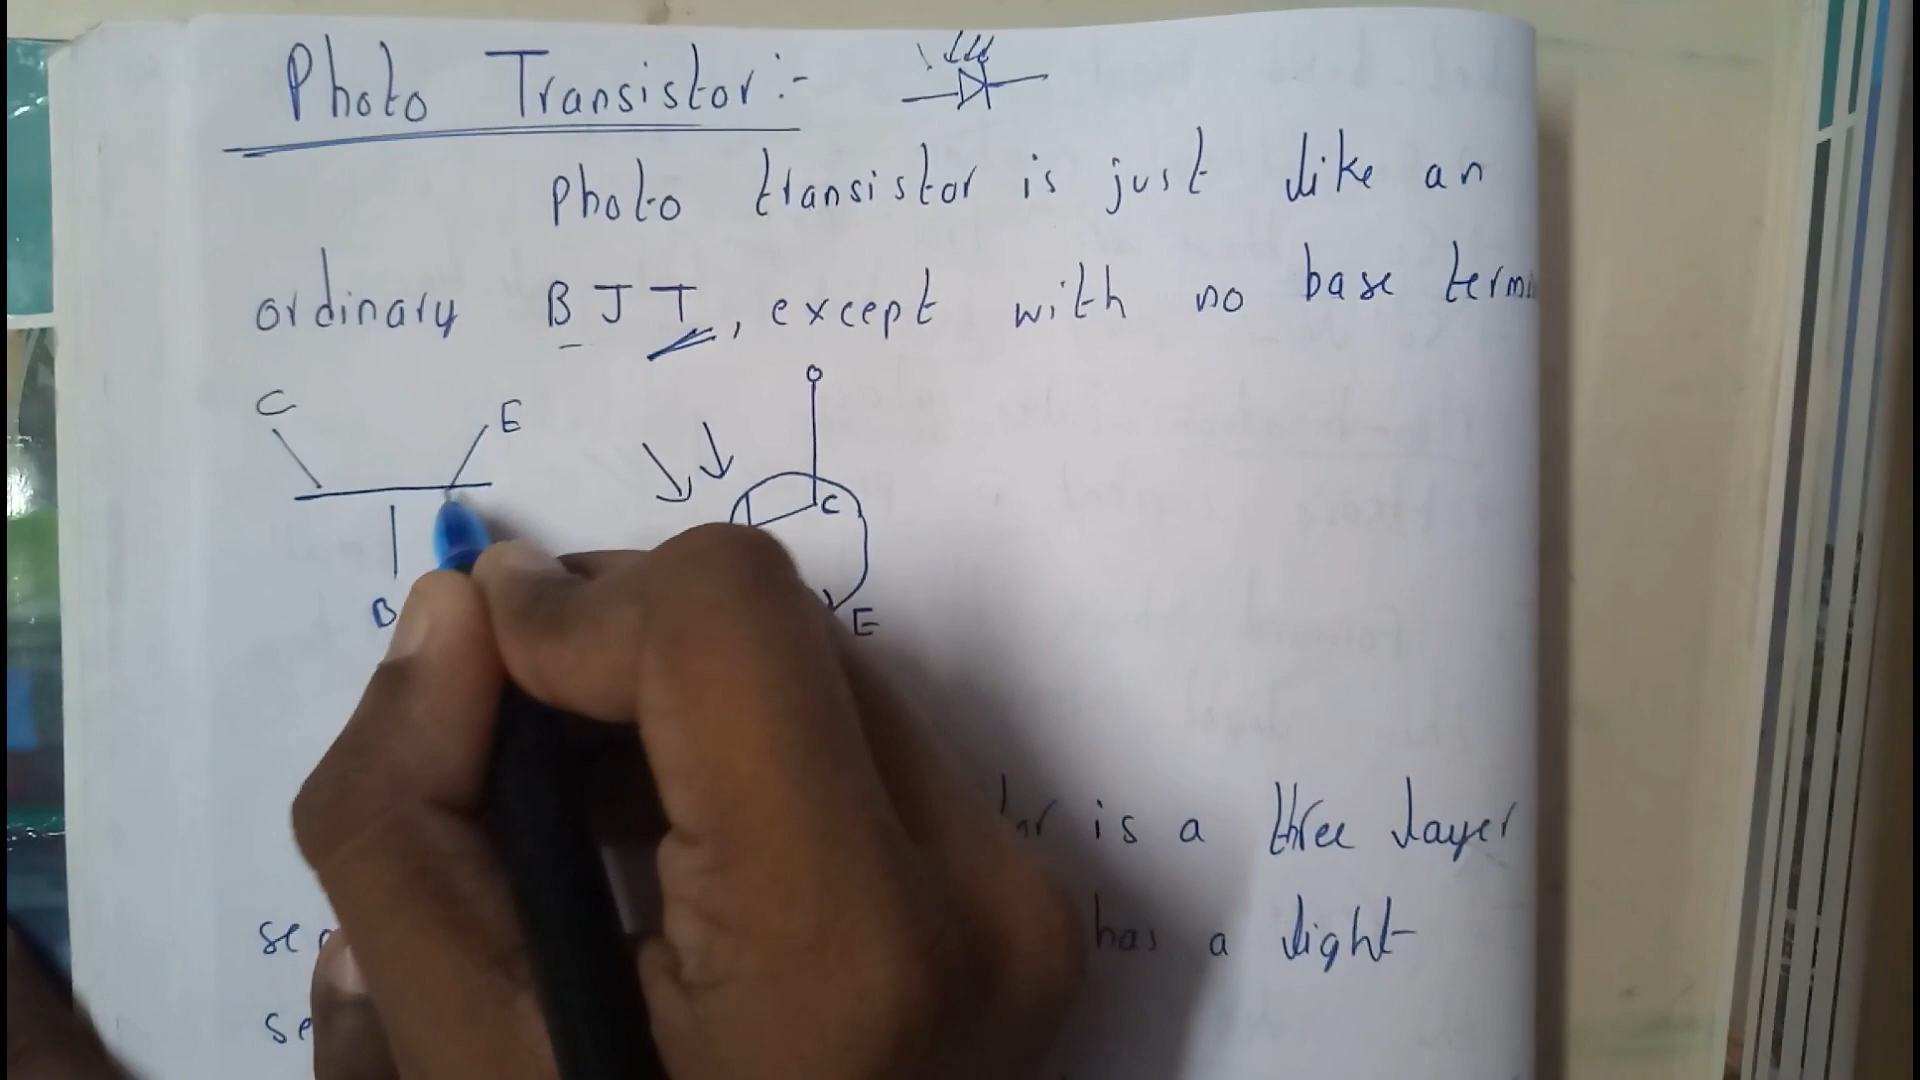 Photo Transistor :-
Photo transistor is just like an
ordinary BJT, except with no base
C
E
B
C
E
is a three layer
has a light